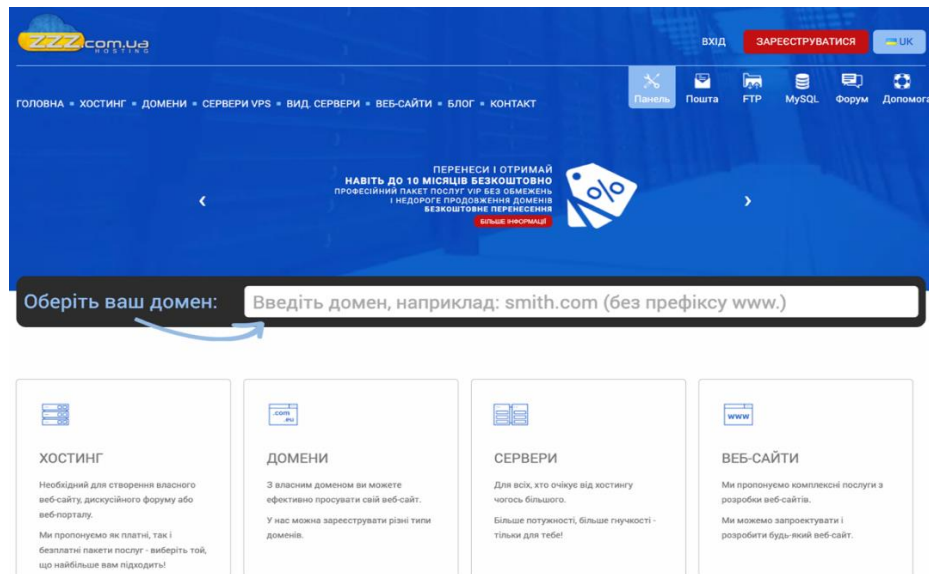 ZZZ.com.ua
HOSTING
ВХІД
ЗАРЕЄСТРУВАТИСЯ
UK
ГОЛОВНА ▪ ХОСТИНГ ▪ ДОМЕНИ ▪ СЕРВЕРИ VPS ▪ ВИД. СЕРВЕРИ ▪ ВЕБ-САЙТИ ▪ БЛОГ ▪ КОНТАКТ
Панель Пошта FTP MySQL Форум Допомога
ПЕРЕНЕСИ І ОТРИМАЙ
НАВІТЬ ДО 10 МІСЯЦІВ БЕЗКОШТОВНО
ПРОФЕСІЙНИЙ ПАКЕТ ПОСЛУГ VIP БЕЗ ОБМЕЖЕНЬ
І НЕДОРОГЕ ПРОДОВЖЕННЯ ДОМЕНІВ
БЕЗКОШТОВНЕ ПЕРЕНЕСЕННЯ
БІЛЬШЕ ІНФОРМАЦІЇ
%
Оберіть ваш домен:
Введіть домен, наприклад: smith.com (без префіксу www.)
ХОСТИНГ
Необхідний для створення власного
веб-сайту, дискусійного форуму або
веб-порталу.
Ми пропонуємо як платні, так і
безплатні пакети послуг - виберіть той,
що найбільше вам підходить!
.com
.eu
ДОМЕНИ
З власним доменом ви можете
ефективно просувати свій веб-сайт.
У нас можна зареєструвати різні типи
доменів.
СЕРВЕРИ
Для всіх, хто очікує від хостингу
чогось більшого.
Більше потужності, більше гнучкості -
тільки для тебе!
www
ВЕБ-САЙТИ
Ми пропонуємо комплексні послуги з
розробки веб-сайтів.
Ми можемо запроектувати і
розробити будь-який веб-сайт.